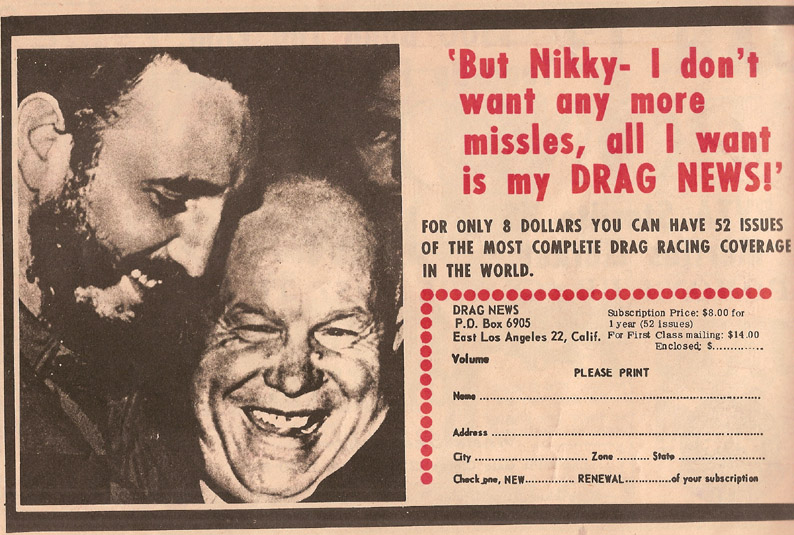 'But Nikky- I don't
want any more
missles, all I want
is my DRAG NEWS!'
FOR ONLY 8 DOLLARS YOU CAN HAVE 52 ISSUES
OF THE MOST COMPLETE DRAG RACING COVERAGE
IN THE WORLD.
DRAG NEWS
P.O. Box 6905
East Los Angeles 22, Calif.
Subscription Price: $8.00 for
1 year (52 issues)
For First Class mailing: $14.00
Enclosed; $.............
Volume
PLEASE PRINT
Name ..........................................................................
Address ......................................................................
City ............................. Zone ........ State ......................
Check one, NEW............. RENEWAL............of your subscription